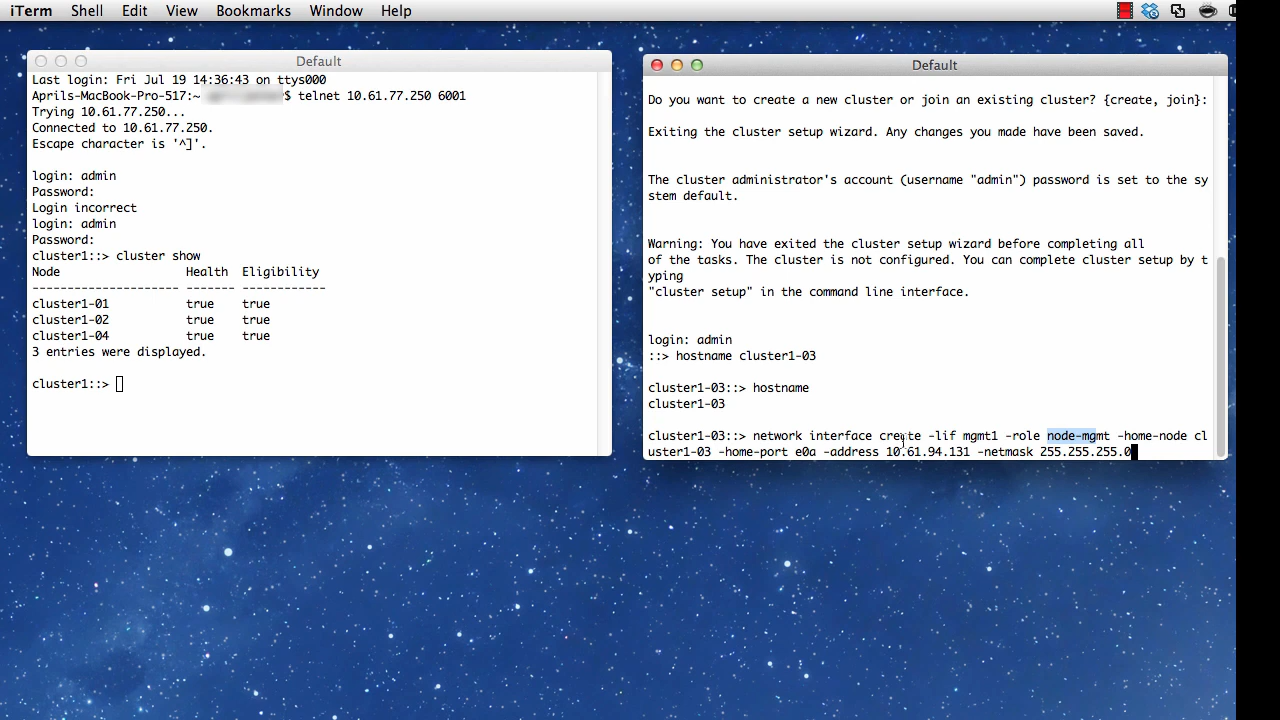 iTerm Shell Edit View Bookmarks Window Help
Default
Last login: Fri Jul 19 14:36:43 on ttys000
Aprils-MacBook-Pro-517:~ $ telnet 10.61.77.250 6001
Trying 10.61.77.250...
Connected to 10.61.77.250.
Escape character is '^]'.
login: admin
Password:
Login incorrect
login: admin
Password:
cluster1::> cluster show
Node Health Eligibility
--------------------- ------- ------------
cluster1-01 true true
cluster1-02 true true
cluster1-04 true true
3 entries were displayed.
cluster1::>
Default
Do you want to create a new cluster or join an existing cluster? {create, join}:
Exiting the cluster setup wizard. Any changes you made have been saved.
The cluster administrator's account (username "admin") password is set to the sy
stem default.
Warning: You have exited the cluster setup wizard before completing all
of the tasks. The cluster is not configured. You can complete cluster setup by t
yping
"cluster setup" in the command line interface.
login: admin
::> hostname cluster1-03
cluster1-03::> hostname
cluster1-03
cluster1-03::> network interface create -lif mgmt1 -role node-mgmt -home-node cl
uster1-03 -home-port e0a -address 10.61.94.131 -netmask 255.255.255.0